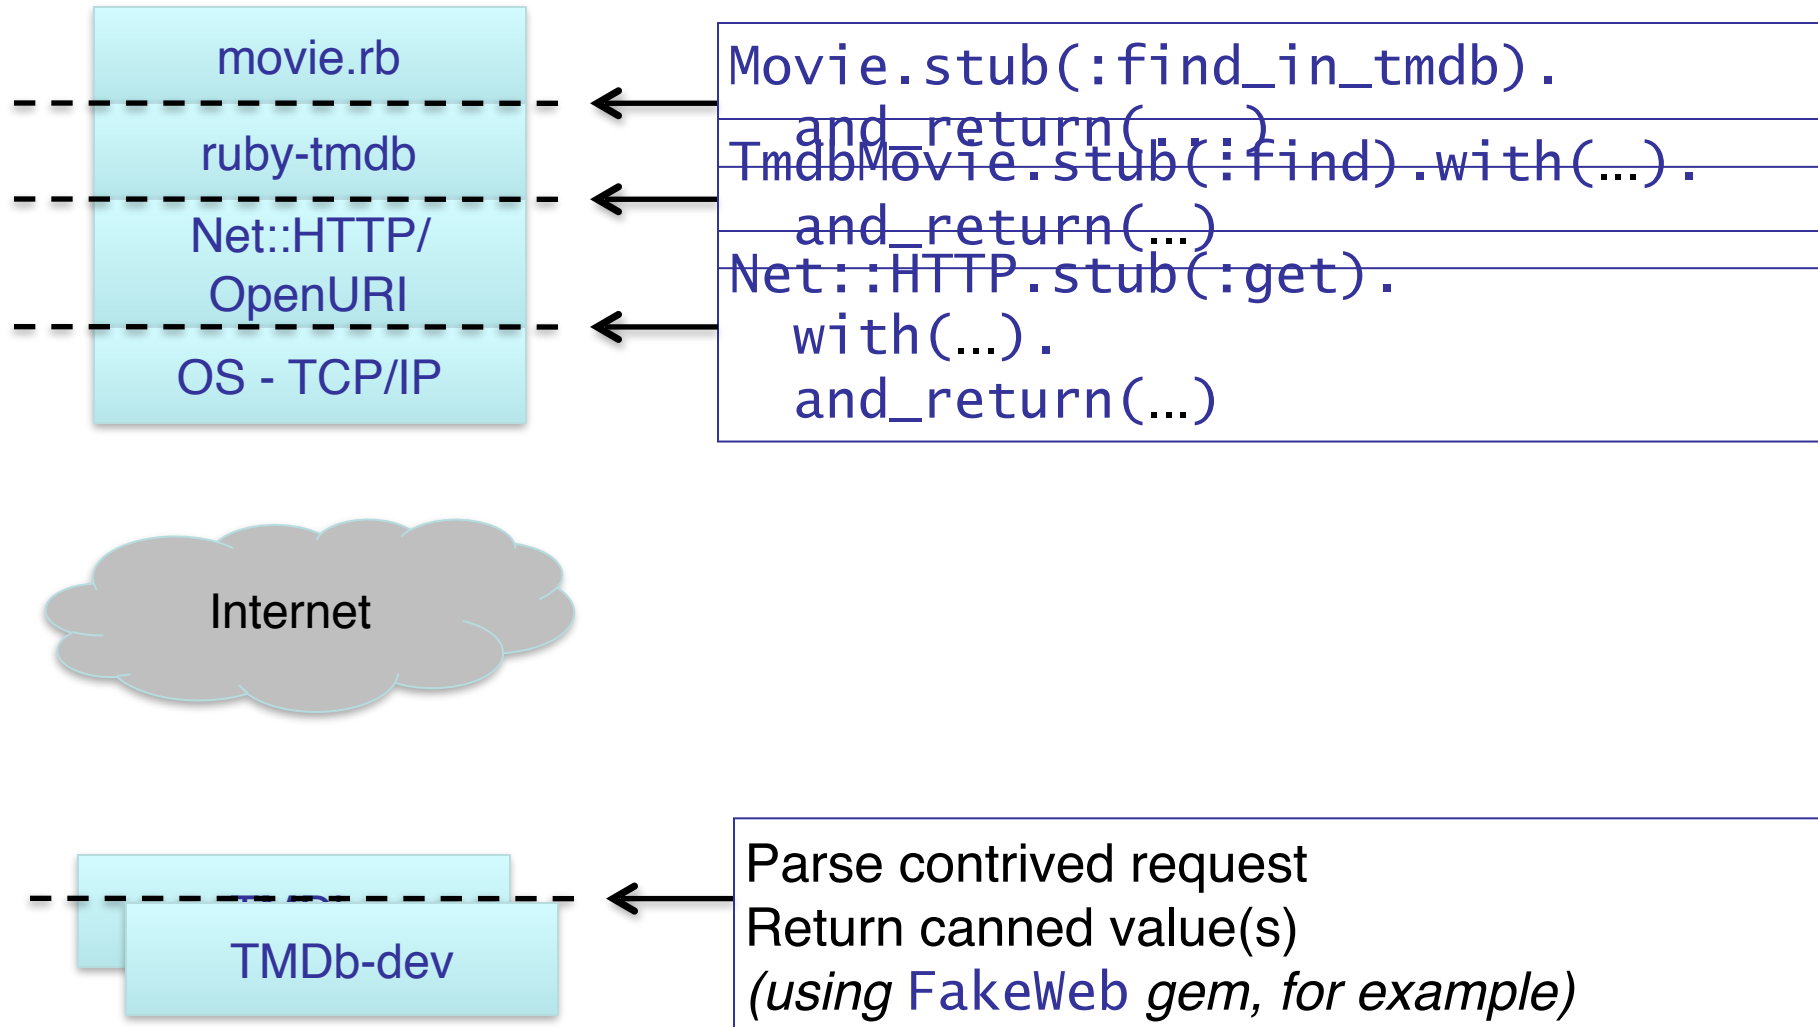 movie.rb
ruby-tmdb
Net::HTTP/
OpenURI
OS - TCP/IP
Movie.stub(:find_in_tmdb).
and_return(...)
TmdbMovie.stub(:find).with(…).
and_return(…)
Net::HTTP.stub(:get).
with(…).
and_return(…)
Internet
TMDb-dev
Parse contrived request
Return canned value(s)
(using FakeWeb gem, for example)